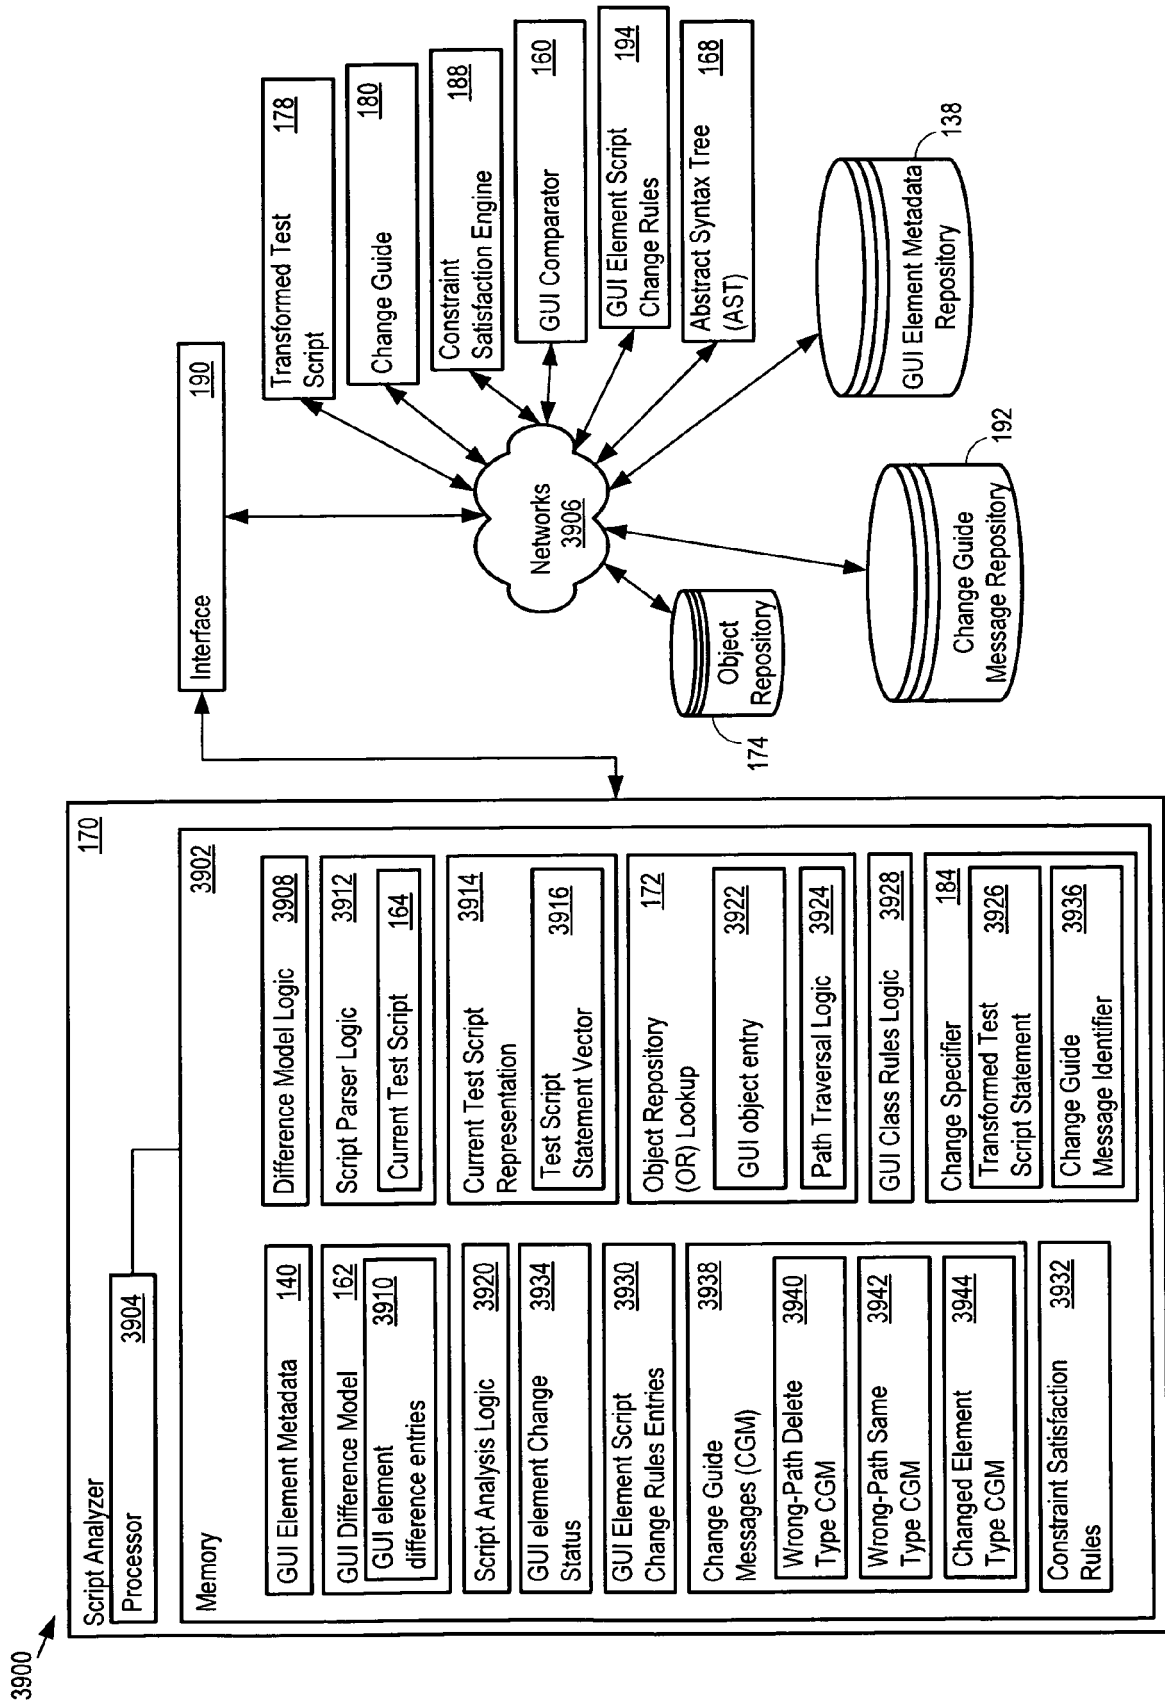 3900
Script Analyzer
170
Processor
3904
Memory
3902
GUI Element Metadata
140
GUI Difference Model
162
GUI element
difference entries
3910
Script Analysis Logic
3920
GUI element Change
Status
3934
GUI Element Script
Change Rules Entries
3930
Change Guide
Messages (CGM)
3938
Wrong-Path Delete
Type CGM
3940
Wrong-Path Same
Type CGM
3942
Changed Element
Type CGM
3944
Constraint Satisfaction
Rules
3932
Difference Model Logic
3908
Script Parser Logic
3912
Current Test Script
164
Current Test Script
Representation
3914
Test Script
Statement Vector
3916
Object Repository
(OR) Lookup
172
GUI object entry
3922
Path Traversal Logic
3924
GUI Class Rules Logic
3928
Change Specifier
184
Transformed Test
Script Statement
3926
Change Guide
Message Identifier
3936
Interface
190
Networks
3906
Transformed Test
Script
178
Change Guide
180
Constraint
Satisfaction Engine
188
GUI Comparator
160
GUI Element Script
Change Rules
194
Abstract Syntax Tree
(AST)
168
Object
Repository
174
Change Guide
Message Repository
192
GUI Element Metadata
Repository
138